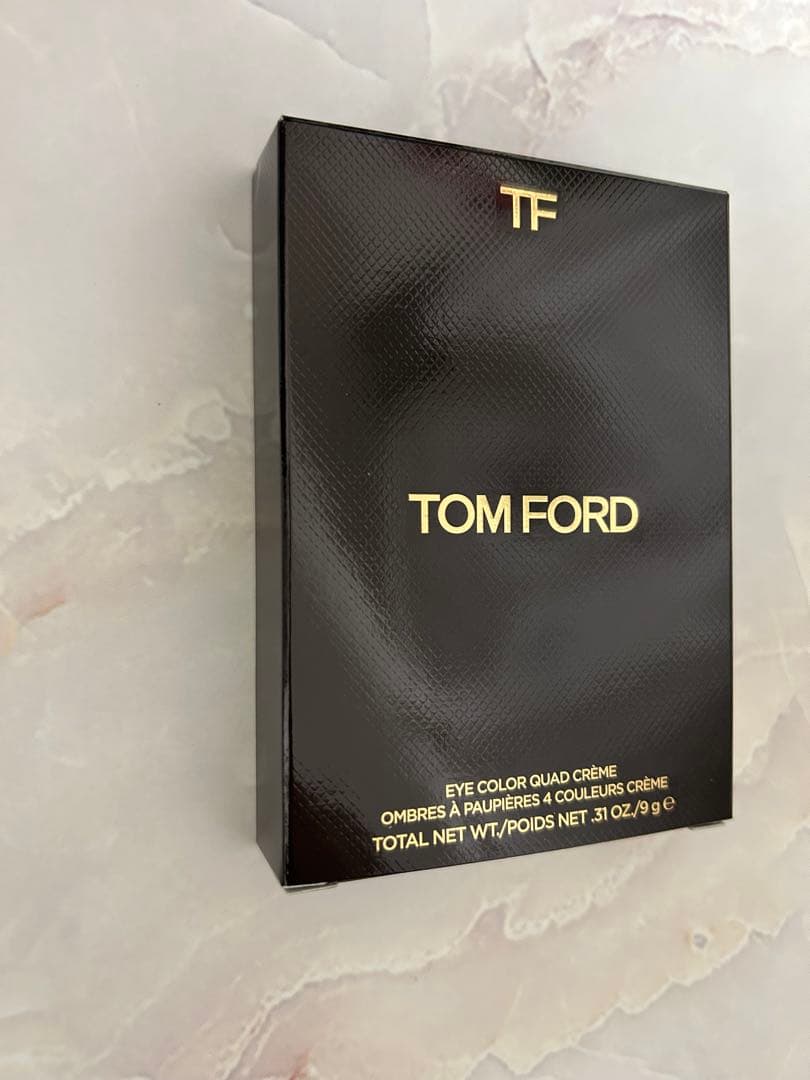 TF
TOM FORD
EYE COLOR QUAD CRÈME
OMBRES À PAUPIÈRES 4 COULEURS CRÈME
TOTAL NET WT./POIDS NET .31 OZ./9 g ℮